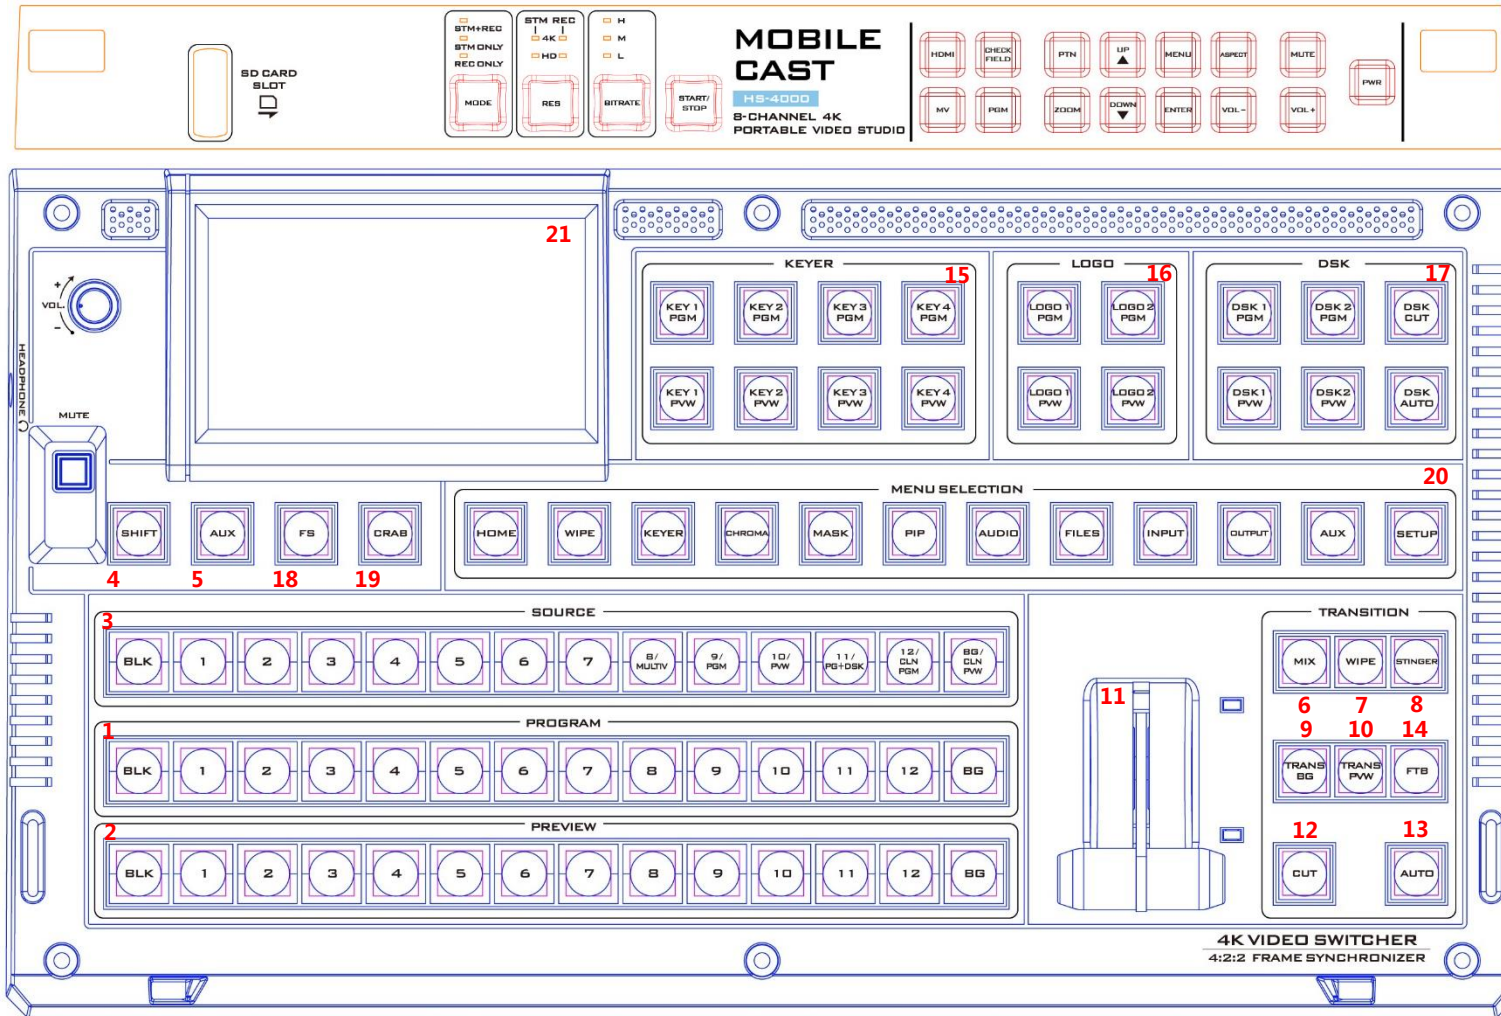 SD CARD
SLOT
STM+REC
STM ONLY
REC ONLY
MODE
STM REC
4K
HD
RES
H
M
L
BITRATE
START/
STOP
MOBILE
CAST
HS-4000
8-CHANNEL 4K
PORTABLE VIDEO STUDIO
HDMI
CHECK
FIELD
PTN
UP
MENU
ASPECT
MUTE
PWR
MV
PGM
ZOOM
DOWN
ENTER
VOL-
VOL+
21
+
VOL.
-
HEADPHONE
MUTE
KEYER
15
KEY 1
PGM
KEY 2
PGM
KEY 3
PGM
KEY 4
PGM
KEY 1
PVW
KEY 2
PVW
KEY 3
PVW
KEY 4
PVW
LOGO
16
LOGO 1
PGM
LOGO 2
PGM
LOGO 1
PVW
LOGO 2
PVW
DSK
17
DSK 1
PGM
DSK 2
PGM
DSK
CUT
DSK 1
PVW
DSK2
PVW
DSK
AUTO
SHIFT
AUX
FS
CRAB
4
5
18
19
MENU SELECTION
20
HOME
WIPE
KEYER
CHROMA
MASK
PIP
AUDIO
FILES
INPUT
OUTPUT
AUX
SETUP
SOURCE
3
BLK
1
2
3
4
5
6
7
8/
MULTIV
9/
PGM
10/
PVW
11/
PG+DSK
12/
CLN
PGM
BG/
CLN
PVW
PROGRAM
1
BLK
1
2
3
4
5
6
7
8
9
10
11
12
BG
PREVIEW
2
BLK
1
2
3
4
5
6
7
8
9
10
11
12
BG
11
TRANSITION
MIX
WIPE
STINGER
6
7
8
9
10
14
TRANS
BG
TRANS
PVW
FTB
12
13
CUT
AUTO
4K VIDEO SWITCHER
4:2:2 FRAME SYNCHRONIZER